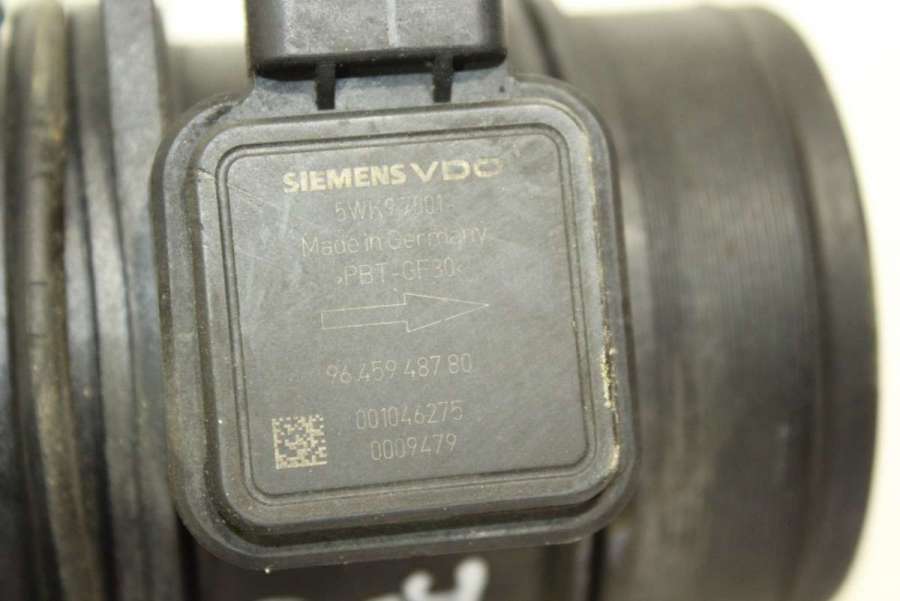 SIEMENS VDO
Made in Germany
>PBT-GF30<
96 459 487 80
001046275
0009479